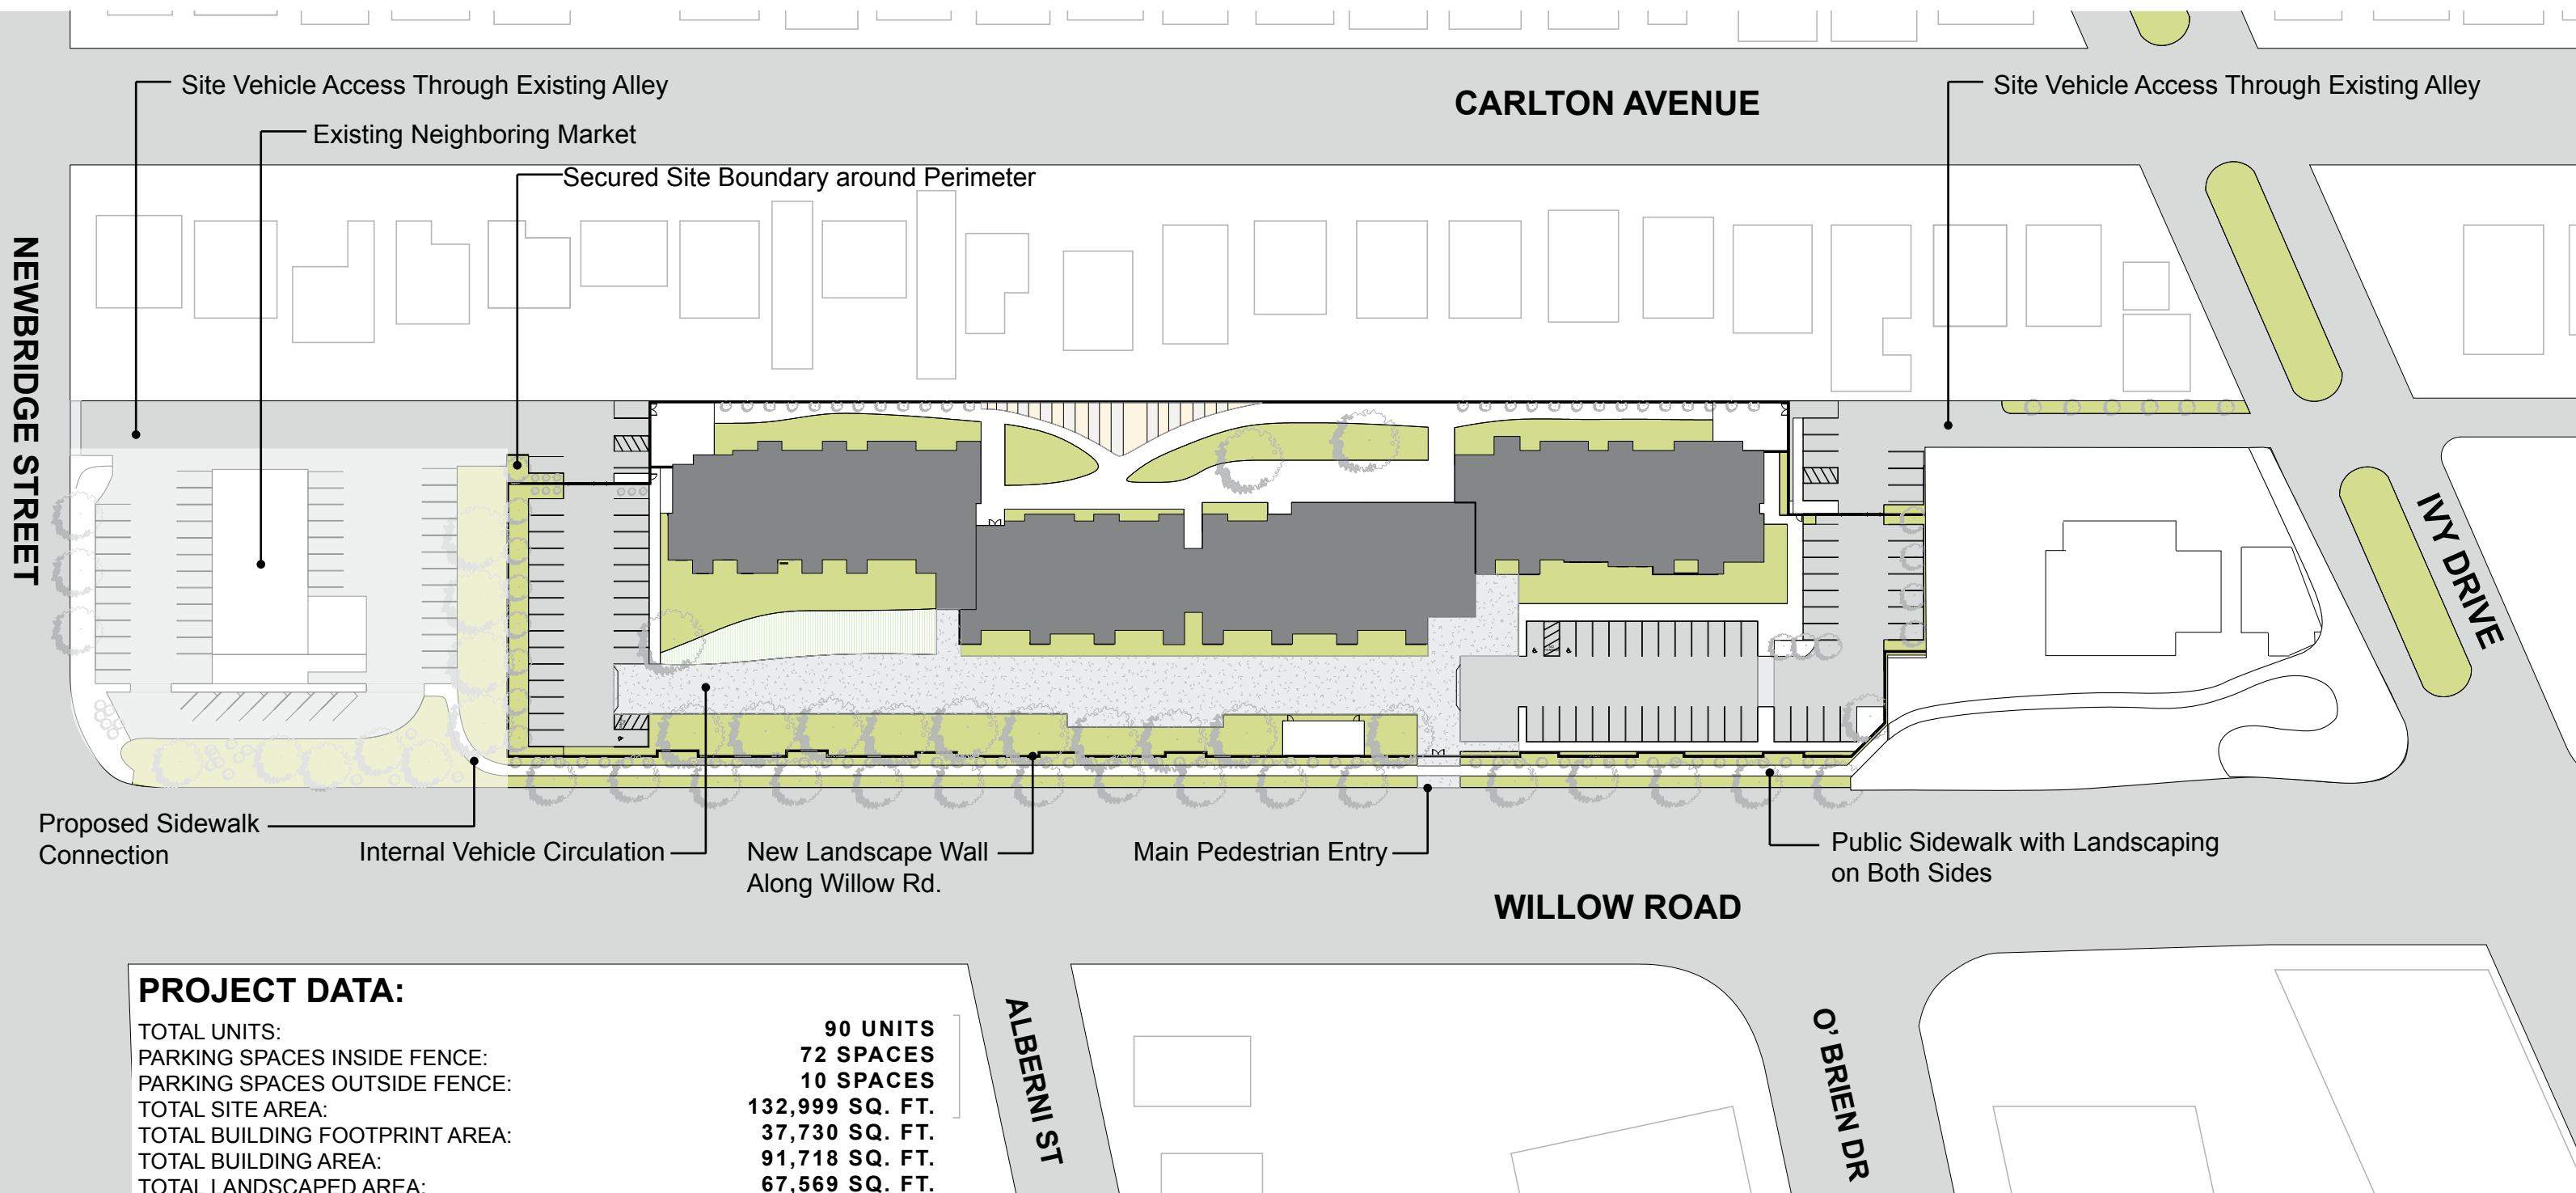 Site Vehicle Access Through Existing Alley
CARLTON AVENUE
Site Vehicle Access Through Existing Alley
Existing Neighboring Market
Secured Site Boundary around Perimeter
NEWBRIDGE STREET
IVY DRIVE
Proposed Sidewalk
Connection
Internal Vehicle Circulation
New Landscape Wall
Along Willow Rd.
Main Pedestrian Entry
Public Sidewalk with Landscaping
on Both Sides
WILLOW ROAD
PROJECT DATA:
TOTAL UNITS: 90 UNITS
PARKING SPACES INSIDE FENCE: 72 SPACES
PARKING SPACES OUTSIDE FENCE: 10 SPACES
TOTAL SITE AREA: 132,999 SQ. FT.
TOTAL BUILDING FOOTPRINT AREA: 37,730 SQ. FT.
TOTAL BUILDING AREA: 91,718 SQ. FT.
TOTAL LANDSCAPED AREA: 67,569 SQ. FT.
ALBERNI ST
O' BRIEN DR